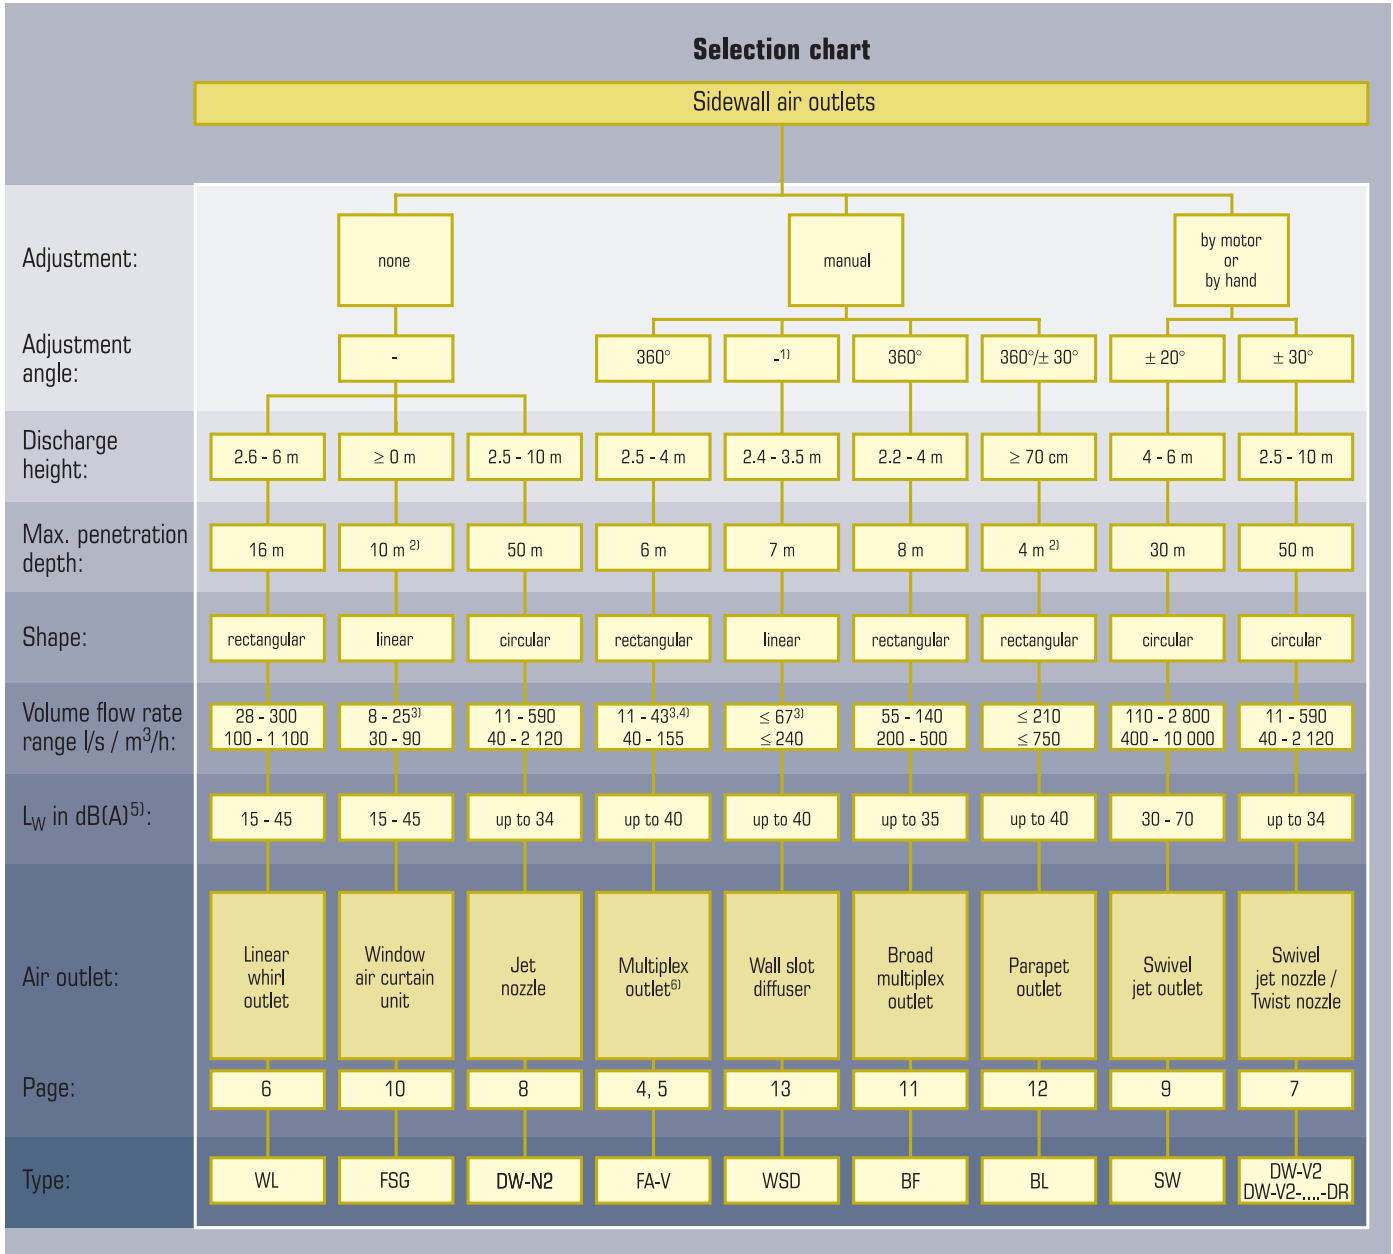 Selection chart
Sidewall air outlets
Adjustment:
none
manual
by motor
or
by hand
Adjustment
angle:
-
360°
-1)
360°
360°/± 30°
± 20°
± 30°
Discharge
height:
2.6 - 6 m
≥ 0 m
2.5 - 10 m
2.5 - 4 m
2.4 - 3.5 m
2.2 - 4 m
≥ 70 cm
4 - 6 m
2.5 - 10 m
Max. penetration
depth:
16 m
10 m 2)
50 m
6 m
7 m
8 m
4 m 2)
30 m
50 m
Shape:
rectangular
linear
circular
rectangular
linear
rectangular
rectangular
circular
circular
Volume flow rate
range l/s / m3/h:
28 - 300
100 - 1 100
8 - 253)
30 - 90
11 - 590
40 - 2 120
11 - 433,4)
40 - 155
≤ 673)
≤ 240
55 - 140
200 - 500
≤ 210
≤ 750
110 - 2 800
400 - 10 000
11 - 590
40 - 2 120
LW in dB(A)5):
15 - 45
15 - 45
up to 34
up to 40
up to 40
up to 35
up to 40
30 - 70
up to 34
Air outlet:
Linear
whirl
outlet
Window
air curtain
unit
Jet
nozzle
Multiplex
outlet6)
Wall slot
diffuser
Broad
multiplex
outlet
Parapet
outlet
Swivel
jet outlet
Swivel
jet nozzle /
Twist nozzle
Page:
6
10
8
4, 5
13
11
12
9
7
Type:
WL
FSG
DW-N2
FA-V
WSD
BF
BL
SW
DW-V2
DW-V2-....-DR